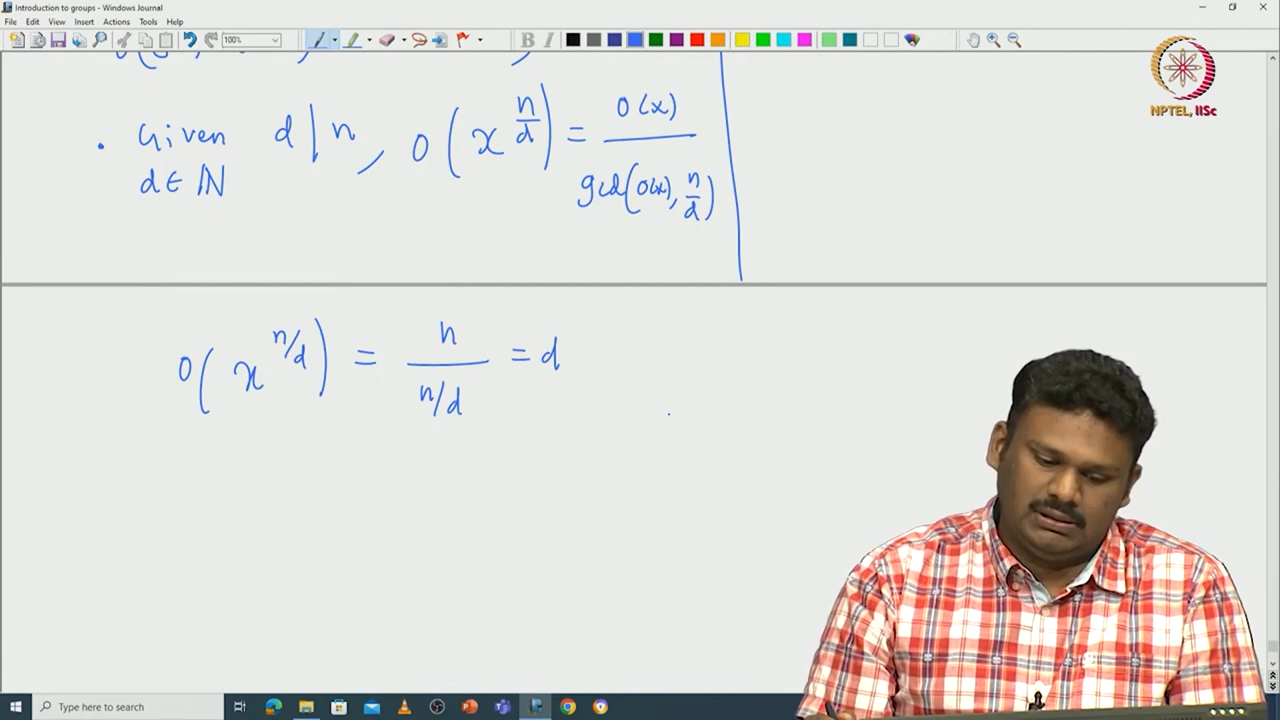 Introduction to groups - Windows Journal
File Edit View Insert Actions Tools Help
100%
B I
NPTEL, IISc
. Given d | n, o(x^{n/d}) = o(x) / gcd(o(x), n/d)
d ∈ ℕ
o(x^{n/d}) = n / (n/d) = d
Type here to search